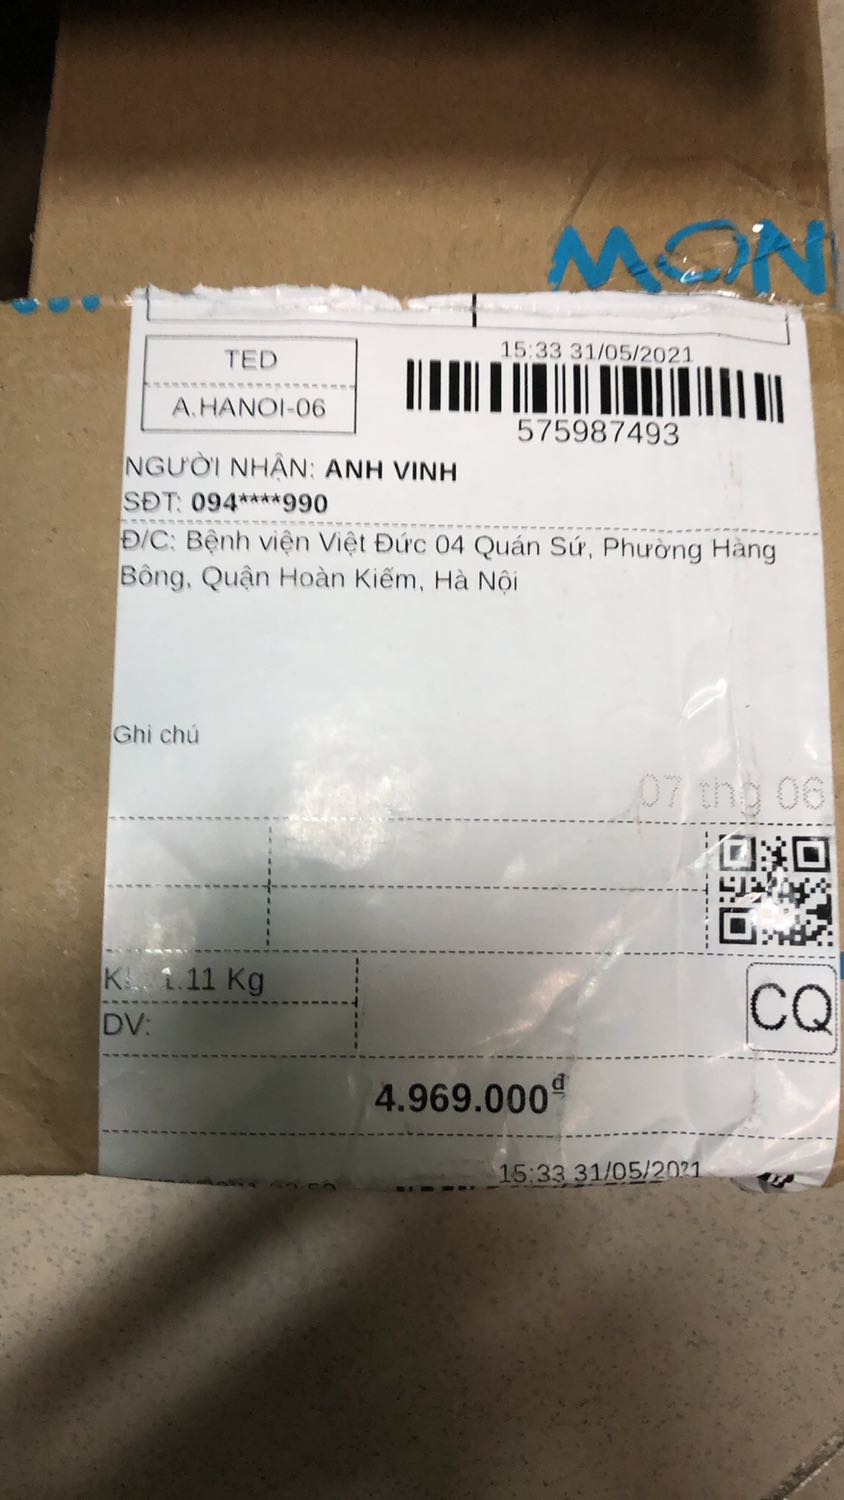 NOW
TED
A.HANOI-06
15:33 31/05/2021
575987493
NGƯỜI NHẬN: ANH VINH
SĐT: 094****990
Đ/C: Bệnh viện Việt Đức 04 Quán Sứ, Phường Hàng
Bông, Quận Hoàn Kiếm, Hà Nội
Ghi chú
07 thg 06
1.11 Kg
CQ
DV:
4.969.000đ
15:33 31/05/2021